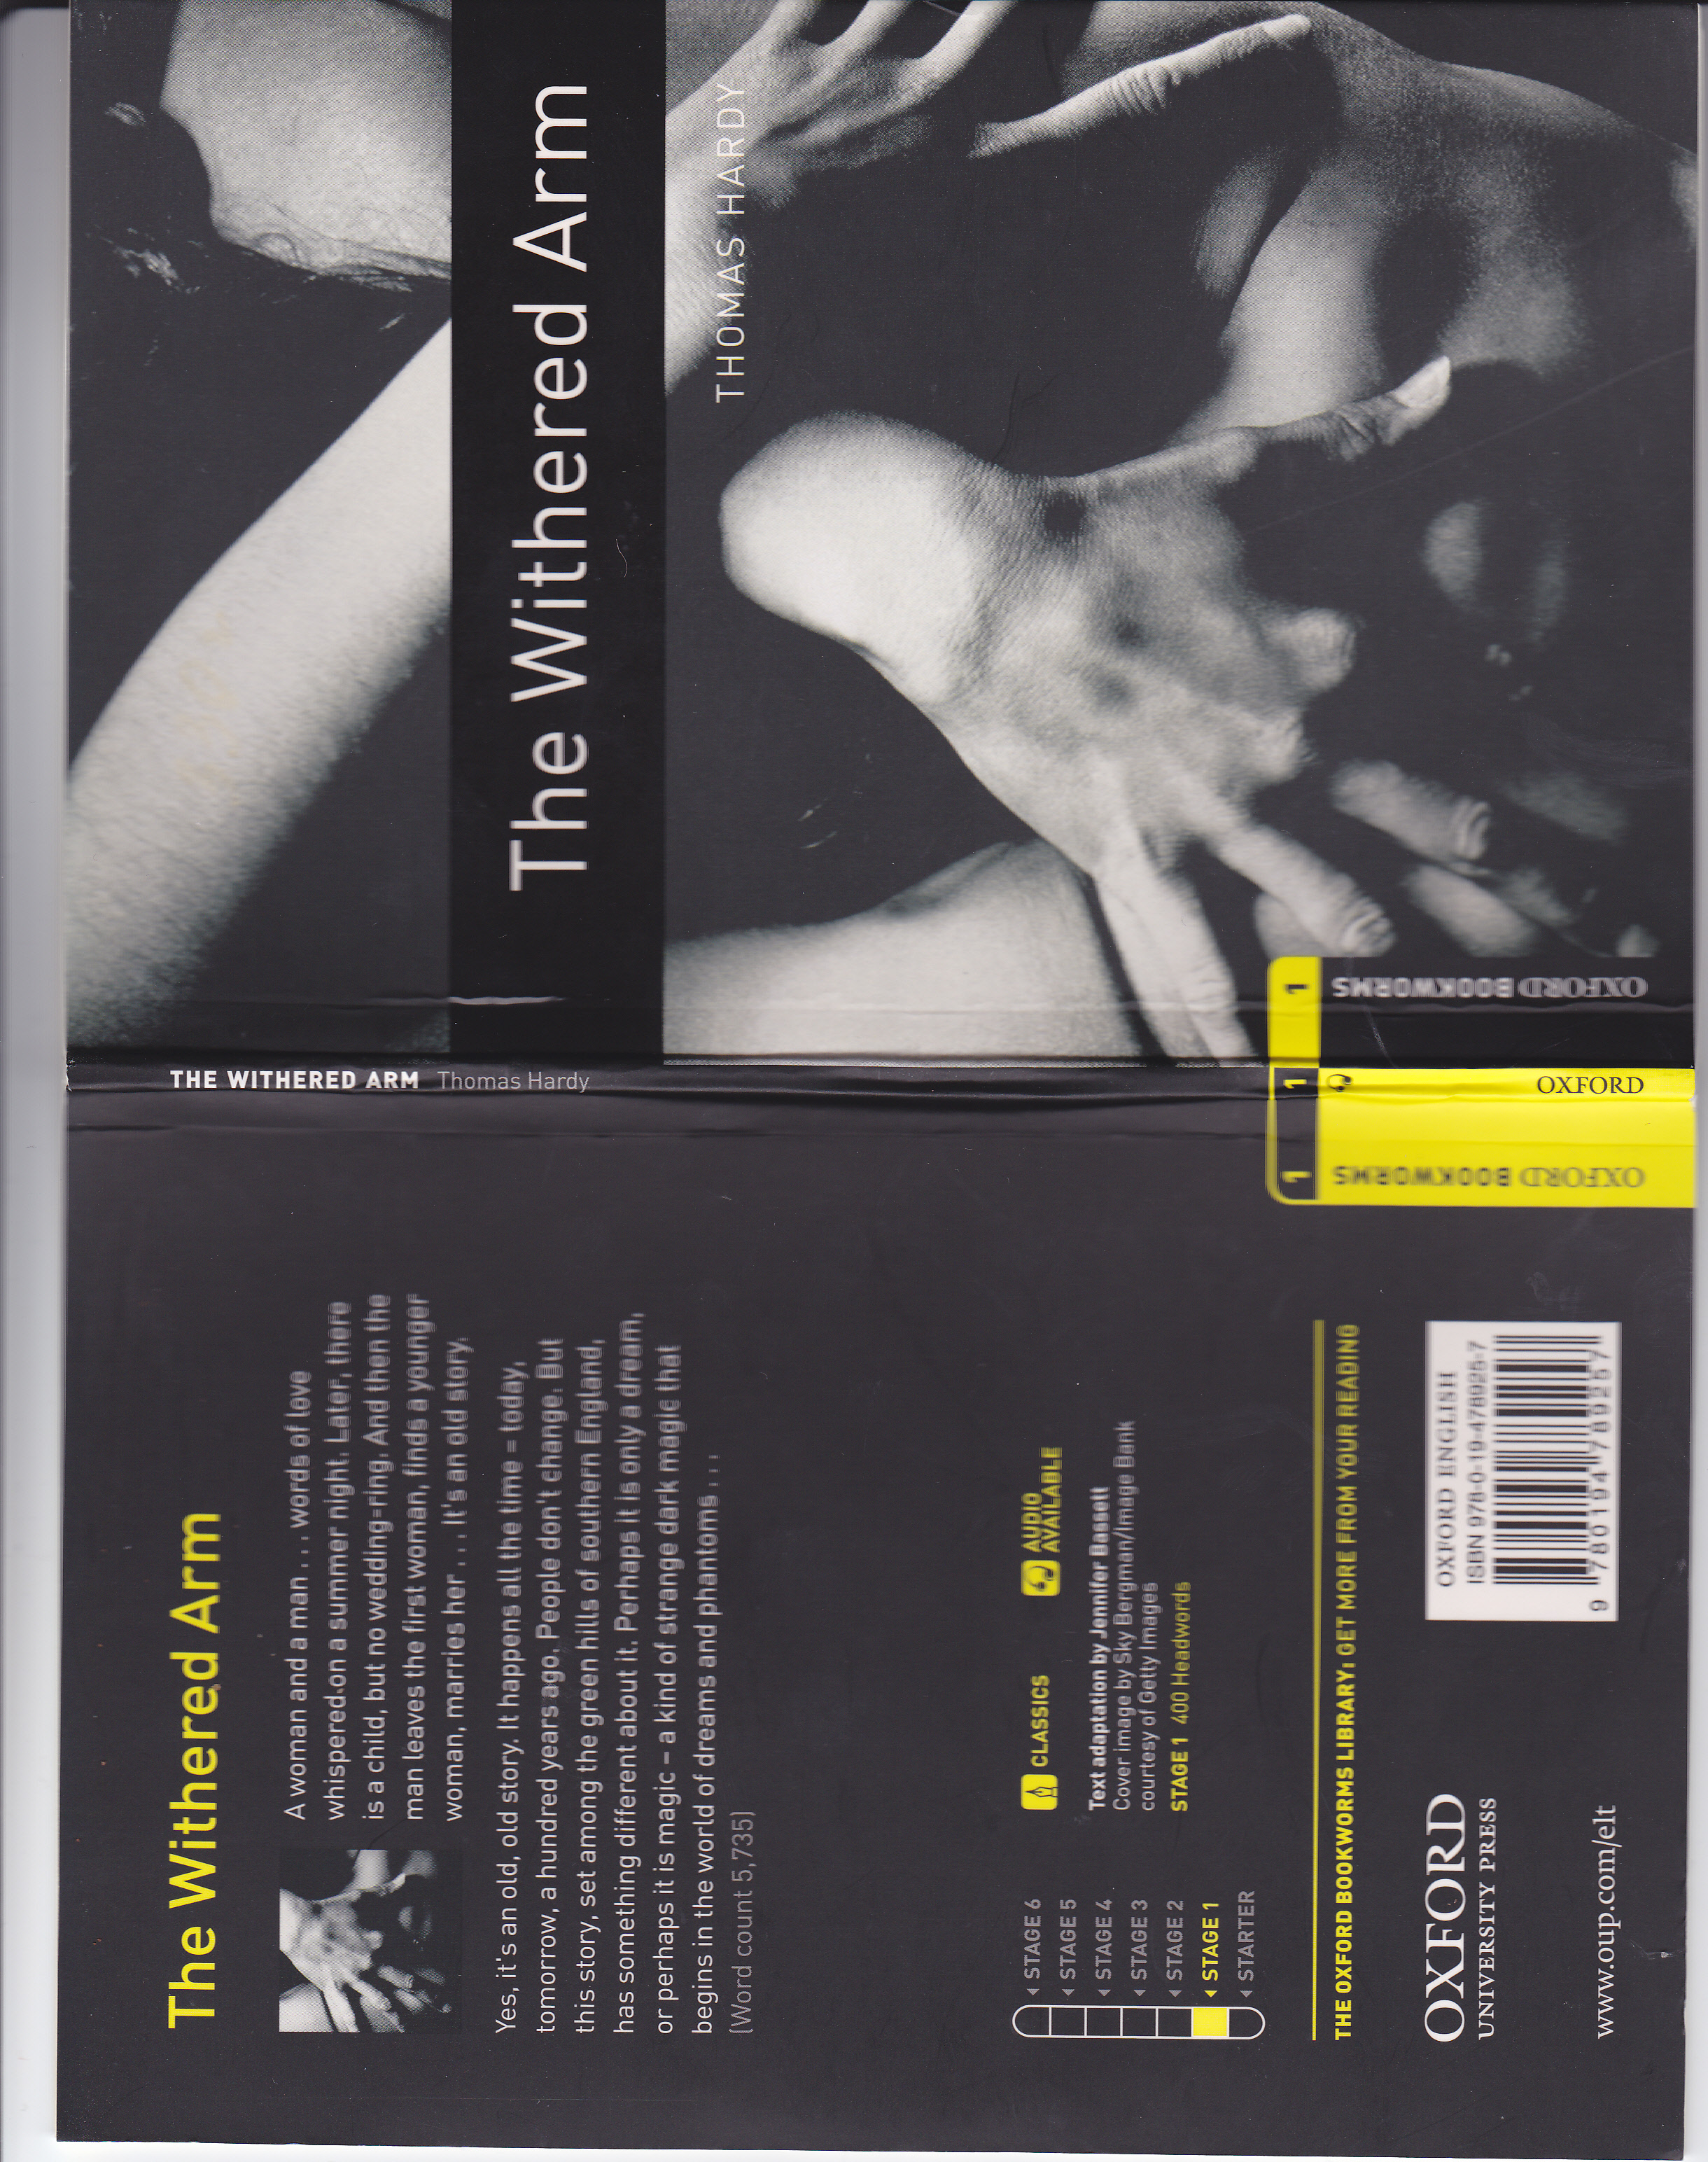 The Withered Arm
THOMAS HARDY
1
OXFORD BOOKWORMS
THE WITHERED ARM Thomas Hardy
1
OXFORD
1
OXFORD BOOKWORMS
The Withered Arm
A woman and a man . . . words of love
whispered on a summer night. Later, there
is a child, but no wedding-ring. And then the
man leaves the first woman, finds a younger
woman, marries her . . . It's an old story.
Yes, it's an old, old story. It happens all the time – today,
tomorrow, a hundred years ago. People don't change. But
this story, set among the green hills of southern England,
has something different about it. Perhaps it is only a dream,
or perhaps it is magic – a kind of strange dark magic that
begins in the world of dreams and phantoms . . .
(Word count 5,735)
STAGE 6
STAGE 5
STAGE 4
STAGE 3
STAGE 2
STAGE 1
STARTER
CLASSICS
AUDIO
AVAILABLE
Text adaptation by Jennifer Bassett
Cover image by Sky Bergman/Image Bank
courtesy of Getty Images
STAGE 1 400 Headwords
THE OXFORD BOOKWORMS LIBRARY: GET MORE FROM YOUR READING
OXFORD
UNIVERSITY PRESS
www.oup.com/elt
OXFORD ENGLISH
ISBN 978-0-19-478925-7
9 780194 789257